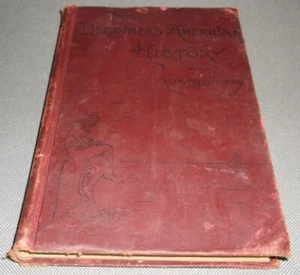 THE
BEGINNER'S AMERICAN
HISTORY
MONTGOMERY